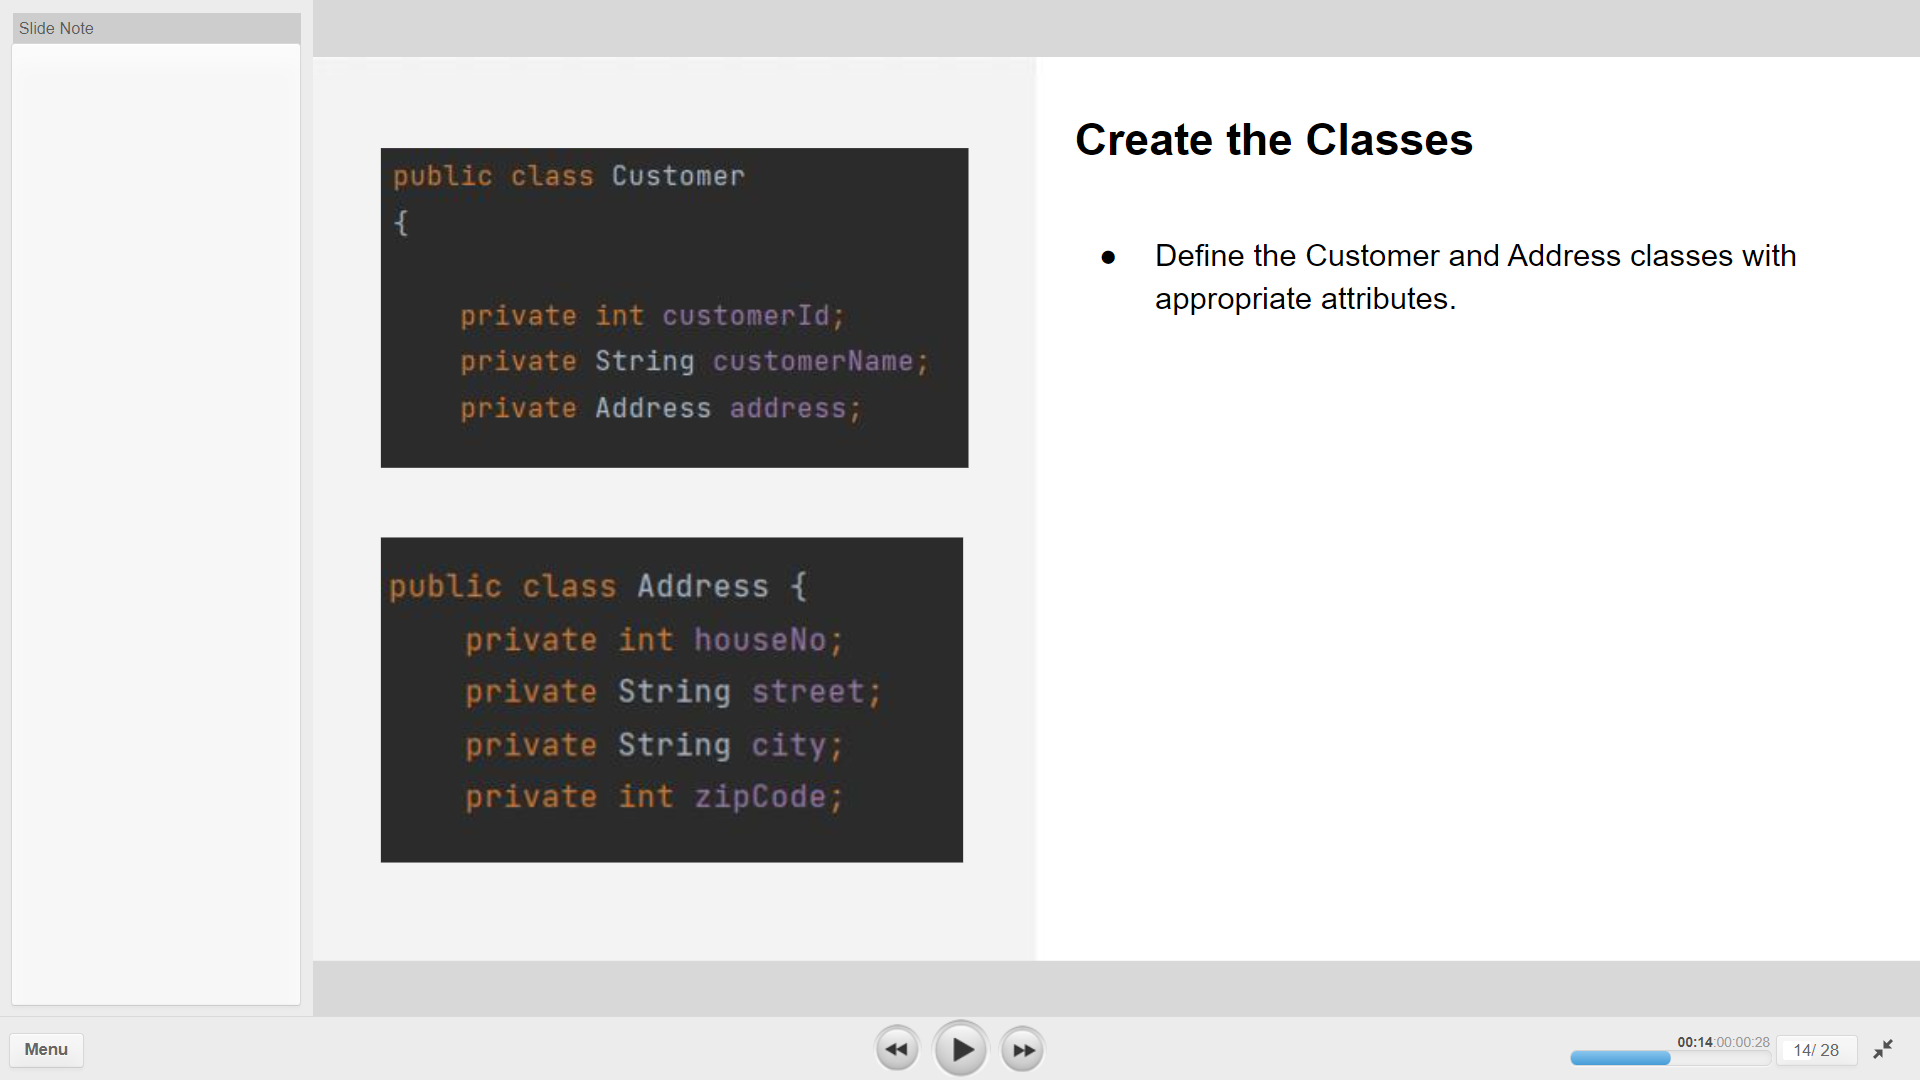 Slide Note
public class Customer
{
private int customerId;
private String customerName;
private Address address;
public class Address {
private int houseNo;
private String street;
private String city;
private int zipCode;
Create the Classes
● Define the Customer and Address classes with
appropriate attributes.
Menu
00:14:00:00:28
14/ 28